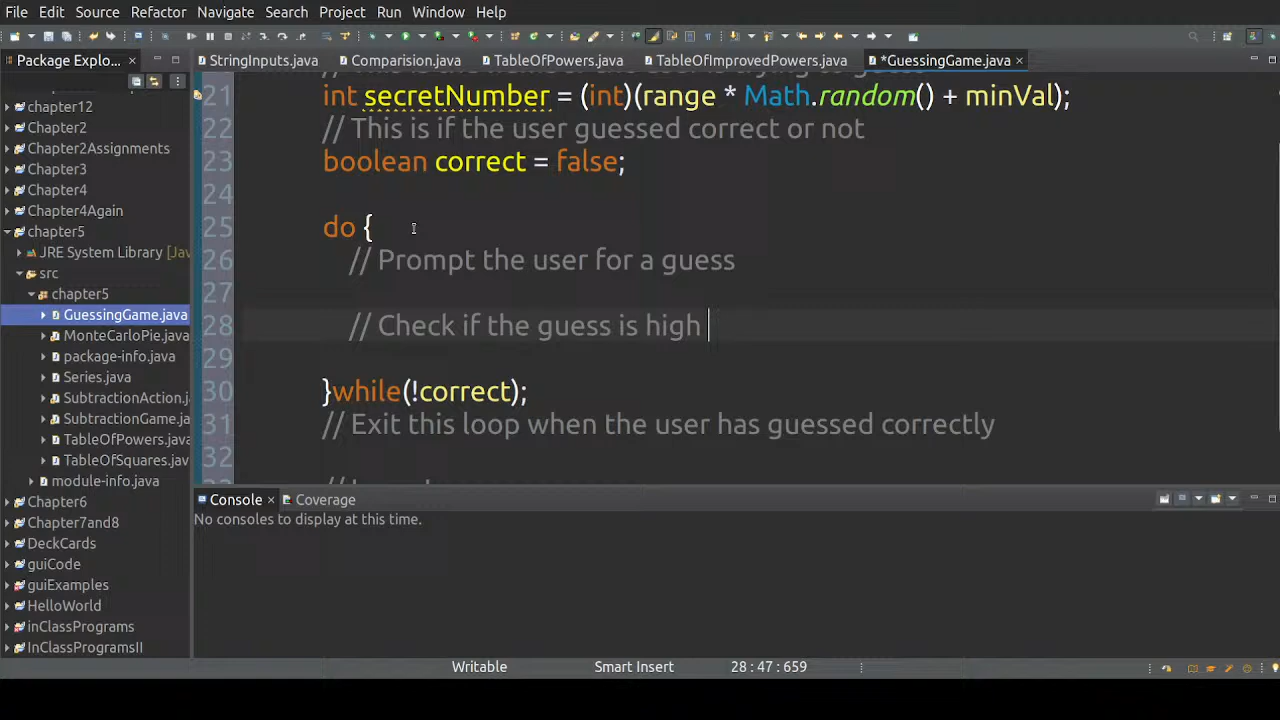 File Edit Source Refactor Navigate Search Project Run Window Help
Package Explo... × StringInputs.java Comparision.java TableOfPowers.java TableOfImprovedPowers.java *GuessingGame.java ×
chapter12
Chapter2
Chapter2Assignments
Chapter3
Chapter4
Chapter4Again
chapter5
JRE System Library [Jav
src
chapter5
GuessingGame.java
MonteCarloPie.java
package-info.java
Series.java
SubtractionAction.j
SubtractionGame.jav
TableOfPowers.java
TableOfSquares.jav
module-info.java
Chapter6
Chapter7and8
DeckCards
guiCode
guiExamples
HelloWorld
inClassPrograms
InClassProgramsII
21 int secretNumber = (int)(range * Math.random() + minVal);
22 // This is if the user guessed correct or not
23 boolean correct = false;
24
25 do {
26 // Prompt the user for a guess
27
28 // Check if the guess is high
29
30 }while(!correct);
31 // Exit this loop when the user has guessed correctly
32
Console × Coverage
No consoles to display at this time.
Writable Smart Insert 28 : 47 : 659